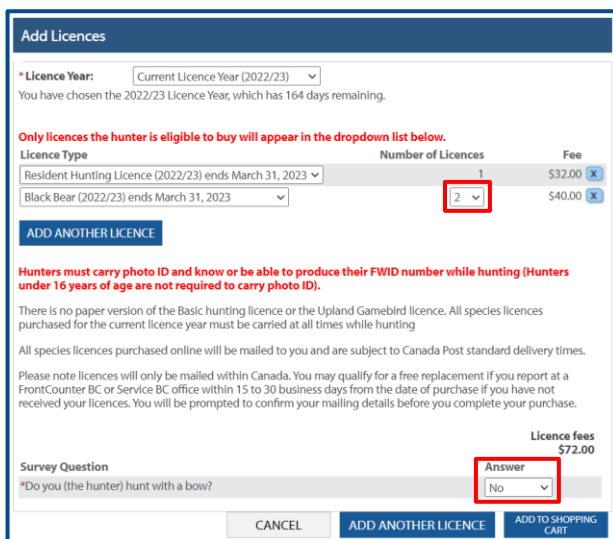 Add Licences
*Licence Year: Current Licence Year (2022/23)
You have chosen the 2022/23 Licence Year, which has 164 days remaining.
Only licences the hunter is eligible to buy will appear in the dropdown list below.
Licence Type Number of Licences Fee
Resident Hunting Licence (2022/23) ends March 31, 2023 1 $32.00 x
Black Bear (2022/23) ends March 31, 2023 2 $40.00 x
ADD ANOTHER LICENCE
Hunters must carry photo ID and know or be able to produce their FWID number while hunting (Hunters
under 16 years of age are not required to carry photo ID).
There is no paper version of the Basic hunting licence or the Upland Gamebird licence. All species licences
purchased for the current licence year must be carried at all times while hunting
All species licences purchased online will be mailed to you and are subject to Canada Post standard delivery times.
Please note licences will only be mailed within Canada. You may qualify for a free replacement if you report at a
FrontCounter BC or Service BC office within 15 to 30 business days from the date of purchase if you have not
received your licences. You will be prompted to confirm your mailing details before you complete your purchase.
Licence fees
$72.00
Survey Question Answer
*Do you (the hunter) hunt with a bow? No
CANCEL ADD ANOTHER LICENCE ADD TO SHOPPING
CART